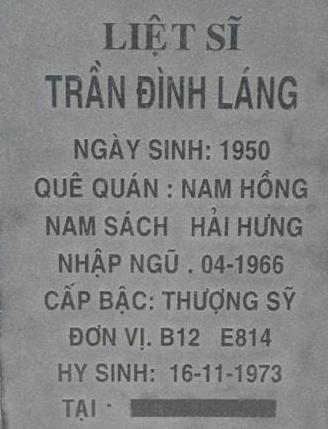 LIỆT SĨ
TRẦN ĐÌNH LÁNG
NGÀY SINH: 1950
QUÊ QUÁN : NAM HỒNG
NAM SÁCH HẢI HƯNG
NHẬP NGŨ . 04-1966
CẤP BẬC: THƯỢNG SỸ
ĐƠN VỊ. B12 E814
HY SINH: 16-11-1973
TẠI ·